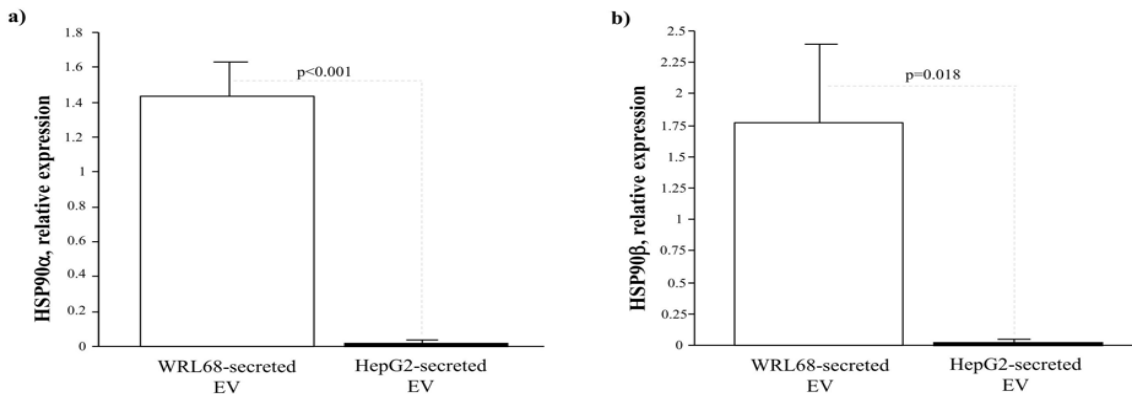 a)
HSP90α, relative expression
1.8
1.6
1.4
1.2
1
0.8
0.6
0.4
0.2
0
p<0.001
WRL68-secreted
EV
HepG2-secreted
EV
b)
HSP90β, relative expression
2.5
2.25
2
1.75
1.5
1.25
1
0.75
0.5
0.25
0
p=0.018
WRL68-secreted
EV
HepG2-secreted
EV